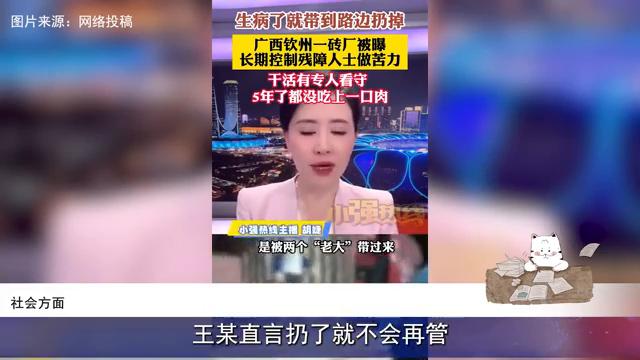 图片来源：网络投稿
生病了就带到路边扔掉
广西钦州一砖厂被曝
长期控制残障人士做苦力
干活有专人看守
5年了都没吃上一口肉
小强热线
小强热线主播 胡婕
是被两个“老大”带过来
社会方面
王某直言扔了就不会再管